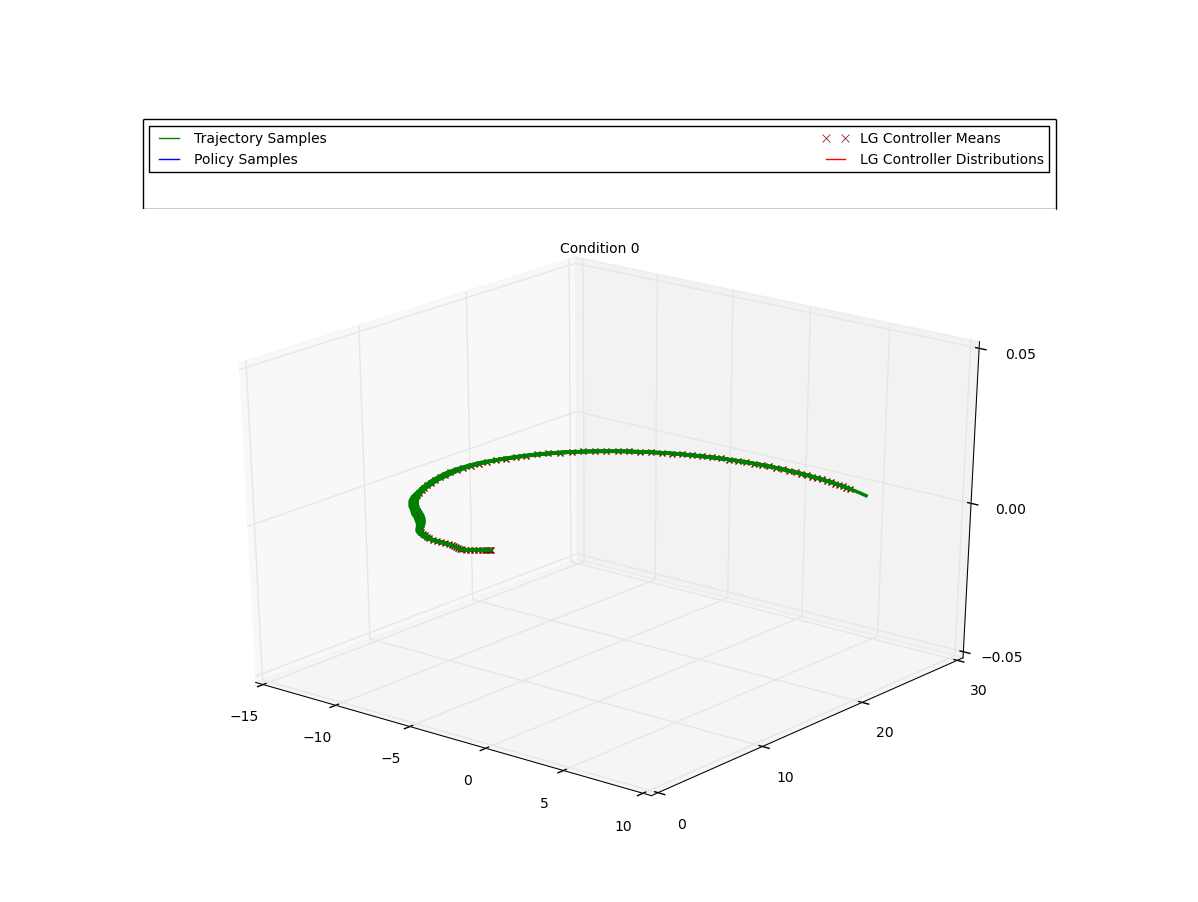 Trajectory Samples
Policy Samples
LG Controller Means
LG Controller Distributions
Condition 0
0.05
0.00
−0.05
−15
−10
−5
0
5
10
0
10
20
30